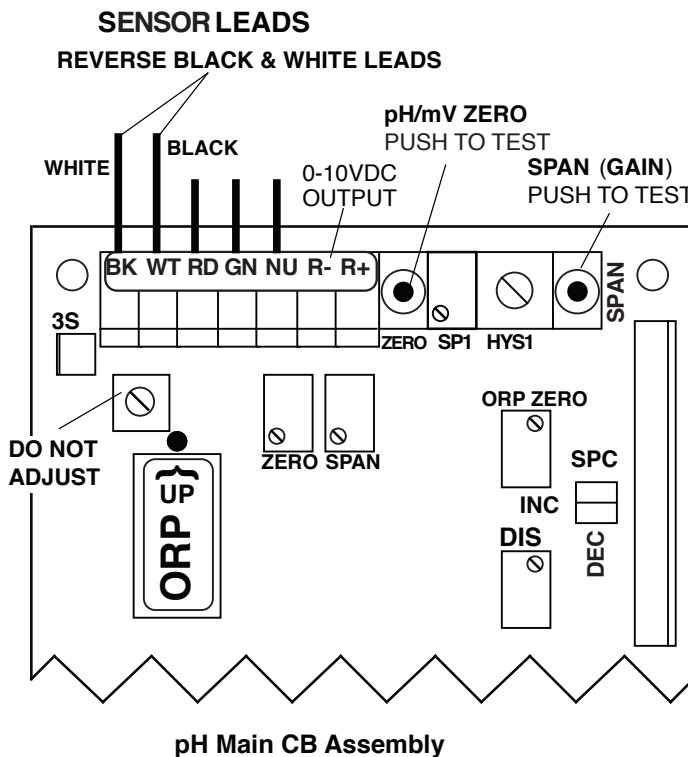 SENSOR LEADS
REVERSE BLACK & WHITE LEADS
WHITE
BLACK
0-10VDC
OUTPUT
pH/mV ZERO
PUSH TO TEST
SPAN (GAIN)
PUSH TO TEST
BK WT RD GN NU R- R+
SPAN
3S
ZERO SP1 HYS1
DO NOT
ADJUST
ZERO SPAN
ORP ZERO
SPC
INC
DEC
DIS
ORP
UP
}
pH Main CB Assembly